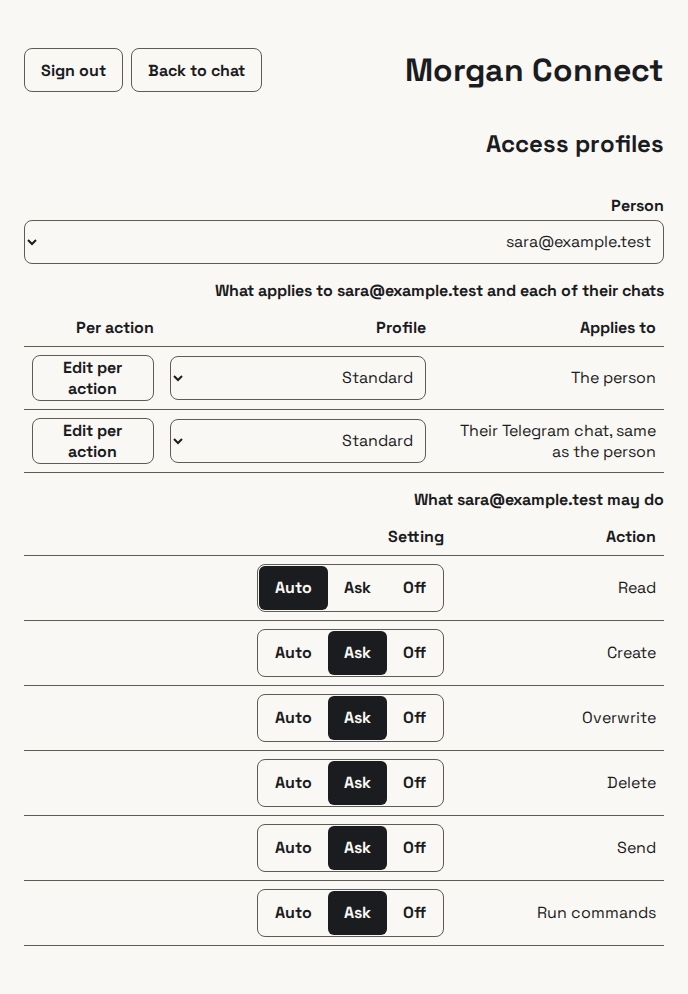 Morgan Connect
Back to chat
Sign out
Access profiles
Person
sara@example.test
What applies to sara@example.test and each of their chats
Applies to Profile Per action
The person Standard Edit per
action
Their Telegram chat, same
as the person
Standard
Edit per
action
What sara@example.test may do
Action Setting
Read Off Ask Auto
Create Off Ask Auto
Overwrite Off Ask Auto
Delete Off Ask Auto
Send Off Ask Auto
Run commands Off Ask Auto